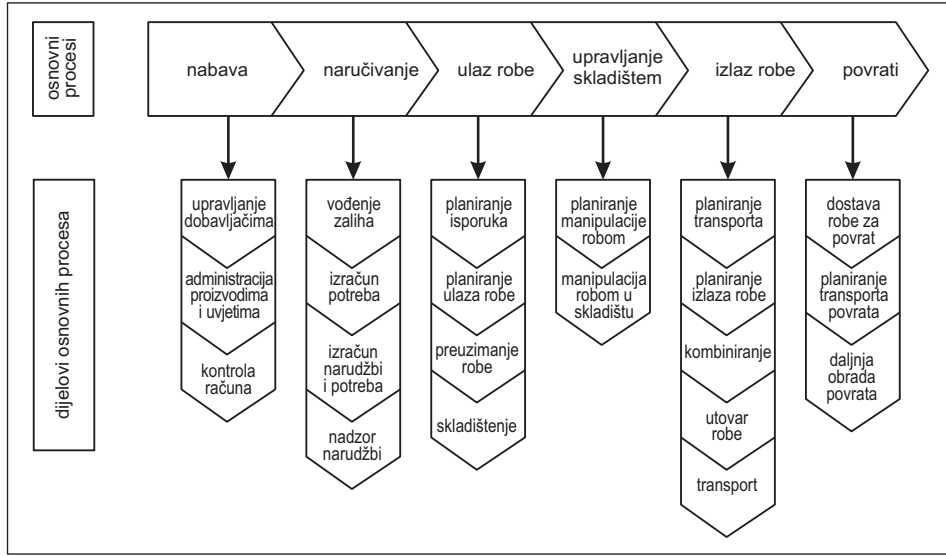 osnovni
procesi
nabava
naručivanje
ulaz robe
upravljanje
skladištem
izlaz robe
povrati
dijelovi osnovnih procesa
upravljanje
dobavljačima
administracija
proizvodima
i uvjetima
kontrola
računa
vođenje
zaliha
izračun
potreba
izračun
narudžbi
i potreba
nadzor
narudžbi
planiranje
isporuka
planiranje
ulaza robe
preuzimanje
robe
skladištenje
planiranje
manipulacije
robom
manipulacija
robom u
skladištu
planiranje
transporta
planiranje
izlaza robe
kombiniranje
utovar
robe
transport
dostava
robe za
povrat
planiranje
transporta
povrata
daljnja
obrada
povrata